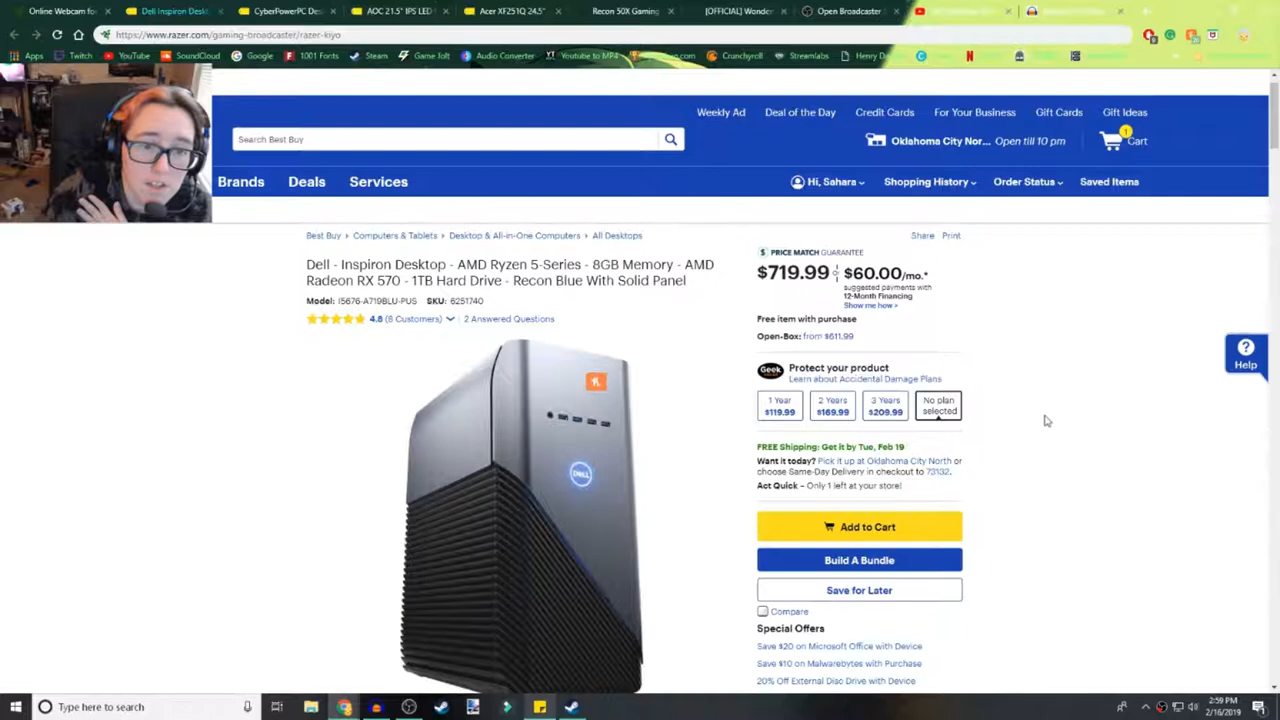 Online Webcam fo
Dell Inspiron Deskt
CyberPowerPC Des
AOC 21.5" IPS LED
Acer XF251Q 24.5"
Recon 50X Gaming
[OFFICIAL] Wonder
Open Broadcaster
https://www.razer.com/gaming-broadcaster/razer-kiyo
Apps
Twitch
YouTube
SoundCloud
Google
1001 Fonts
Steam
Game Jolt
Audio Converter
Youtube to MP4
Crunchyroll
Streamlabs
Weekly Ad
Deal of the Day
Credit Cards
For Your Business
Gift Cards
Gift Ideas
Search Best Buy
Oklahoma City Nor... Open till 10 pm
1
Cart
Brands
Deals
Services
Hi, Sahara
Shopping History
Order Status
Saved Items
Best Buy
Computers & Tablets
Desktop & All-in-One Computers
All Desktops
Share
Print
Dell - Inspiron Desktop - AMD Ryzen 5-Series - 8GB Memory - AMD
Radeon RX 570 - 1TB Hard Drive - Recon Blue With Solid Panel
Model: I5676-A719BLU-PUS SKU: 6251740
4.8 (8 Customers)
2 Answered Questions
PRICE MATCH GUARANTEE
$719.99
$60.00/mo.*
suggested payments with
12-Month Financing
Show me how >
Free item with purchase
Open-Box: from $611.99
Geek
Protect your product
Learn about Accidental Damage Plans
1 Year
$119.99
2 Years
$169.99
3 Years
$209.99
No plan
selected
FREE Shipping: Get it by Tue, Feb 19
Want it today? Pick it up at Oklahoma City North or
choose Same-Day Delivery in checkout to 73132.
Act Quick – Only 1 left at your store!
Add to Cart
Build A Bundle
Save for Later
Compare
Special Offers
Save $20 on Microsoft Office with Device
Save $10 on Malwarebytes with Purchase
20% Off External Disc Drive with Device
DELL
?
Help
Type here to search
2:59 PM
2/16/2019